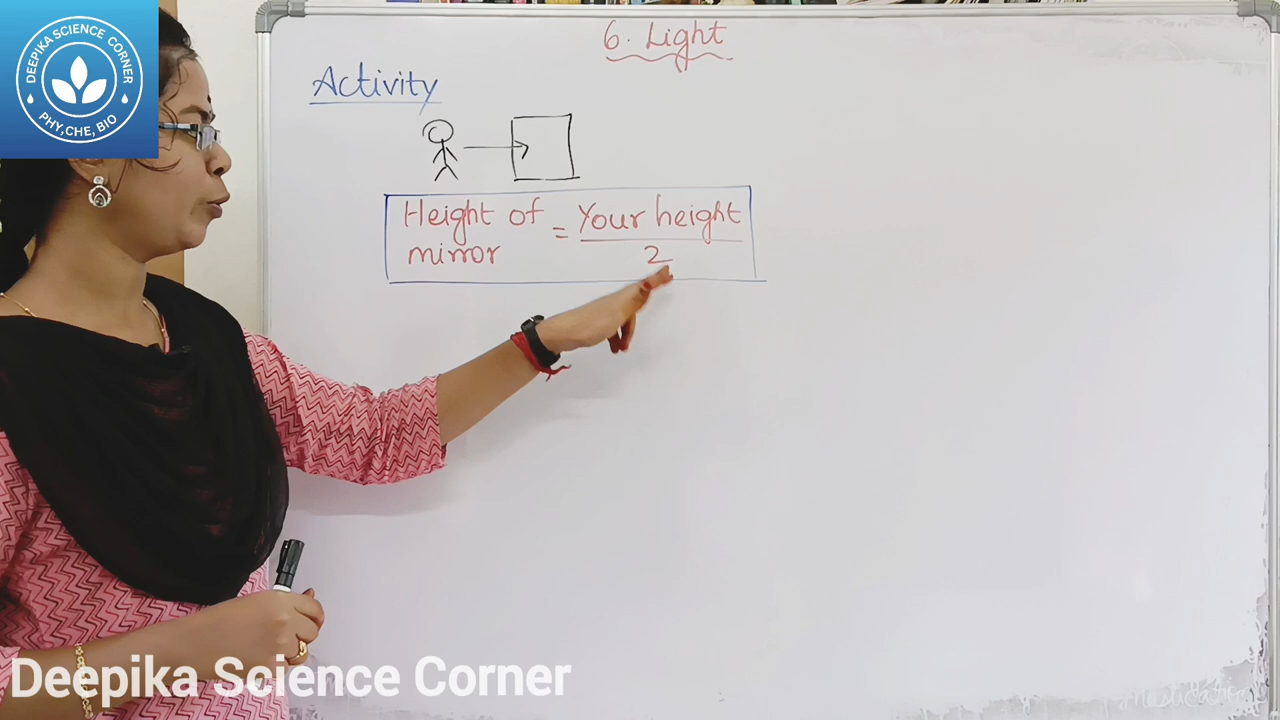 DEEPIKA SCIENCE CORNER
PHY,CHE, BIO
6. Light
Activity
Height of mirror = Your height
2
Deepika Science Corner